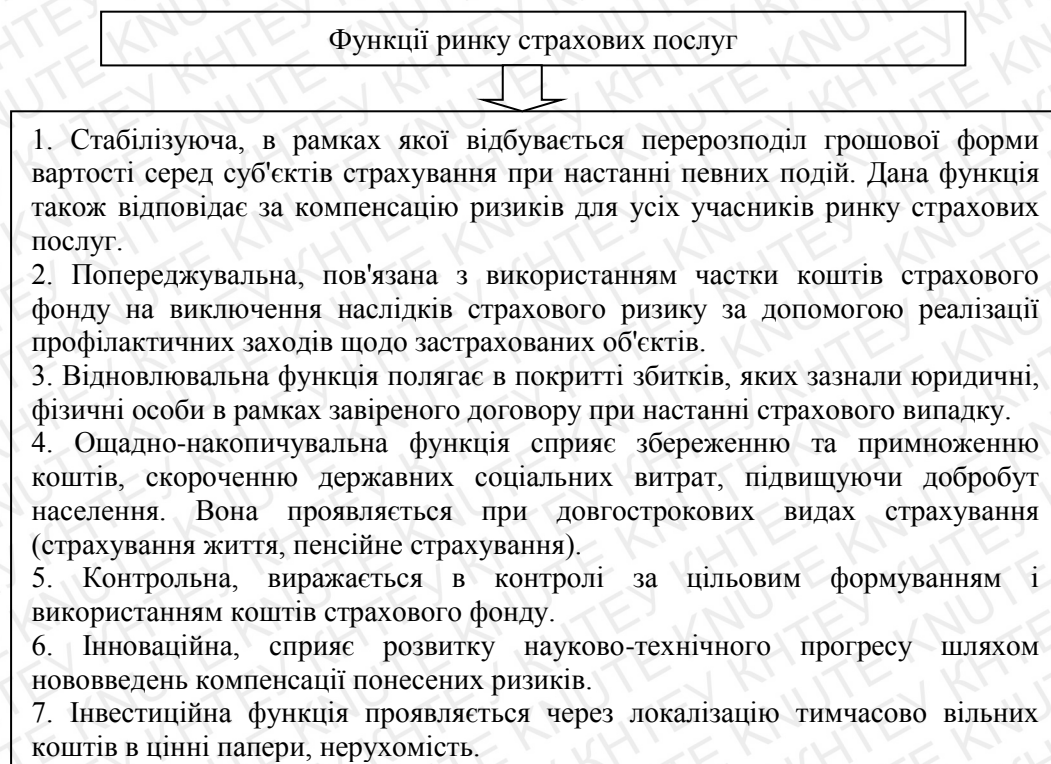 Функції ринку страхових послуг
1. Стабілізуюча, в рамках якої відбувається перерозподіл грошової форми
вартості серед суб'єктів страхування при настанні певних подій. Дана функція
також відповідає за компенсацію ризиків для усіх учасників ринку страхових
послуг.
2. Попереджувальна, пов'язана з використанням частки коштів страхового
фонду на виключення наслідків страхового ризику за допомогою реалізації
профілактичних заходів щодо застрахованих об'єктів.
3. Відновлювальна функція полягає в покритті збитків, яких зазнали юридичні,
фізичні особи в рамках завіреного договору при настанні страхового випадку.
4. Ощадно-накопичувальна функція сприяє збереженню та примноженню
коштів, скороченню державних соціальних витрат, підвищуючи добробут
населення. Вона проявляється при довгострокових видах страхування
(страхування життя, пенсійне страхування).
5. Контрольна, виражається в контролі за цільовим формуванням і
використанням коштів страхового фонду.
6. Інноваційна, сприяє розвитку науково-технічного прогресу шляхом
нововведень компенсації понесених ризиків.
7. Інвестиційна функція проявляється через локалізацію тимчасово вільних
коштів в цінні папери, нерухомість.